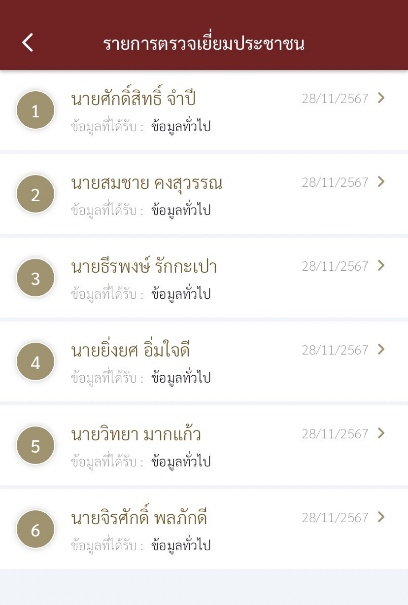 รายการตรวจเยี่ยมประชาชน
1 นายศักดิ์สิทธิ์ จำปี 28/11/2567
ข้อมูลที่ได้รับ : ข้อมูลทั่วไป
2 นายสมชาย คงสุวรรณ 28/11/2567
ข้อมูลที่ได้รับ : ข้อมูลทั่วไป
3 นายธีรพงษ์ รักกะเปา 28/11/2567
ข้อมูลที่ได้รับ : ข้อมูลทั่วไป
4 นายยิ่งยศ อิ่มใจดี 28/11/2567
ข้อมูลที่ได้รับ : ข้อมูลทั่วไป
5 นายวิทยา มากแก้ว 28/11/2567
ข้อมูลที่ได้รับ : ข้อมูลทั่วไป
6 นายจิรศักดิ์ พลภักดี 28/11/2567
ข้อมูลที่ได้รับ : ข้อมูลทั่วไป